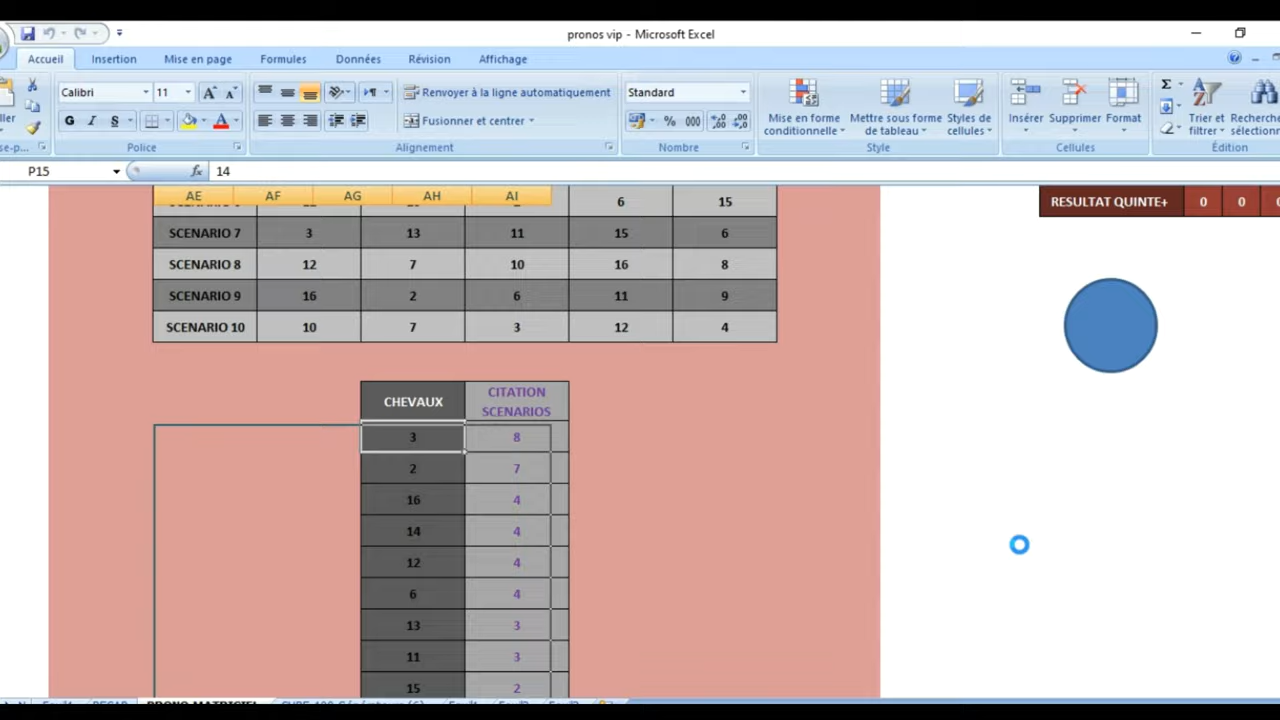 pronos vip - Microsoft Excel
Accueil Insertion Mise en page Formules Données Révision Affichage
Calibri 11 Renvoyer à la ligne automatiquement Standard
G I S Fusionner et centrer % 000
Mise en forme conditionnelle Mettre sous forme de tableau Styles de cellules Insérer Supprimer Format Trier et filtrer
Police Alignement Nombre Style Cellules Édition
P15 fx 14
AE AF AG AH AI
6 15
RESULTAT QUINTE+ 0 0
SCENARIO 7 3 13 11 15 6
SCENARIO 8 12 7 10 16 8
SCENARIO 9 16 2 6 11 9
SCENARIO 10 10 7 3 12 4
CHEVAUX CITATION SCENARIOS
3 8
2 7
16 4
14 4
12 4
6 4
13 3
11 3
15 2
PRONO MATRICIEL